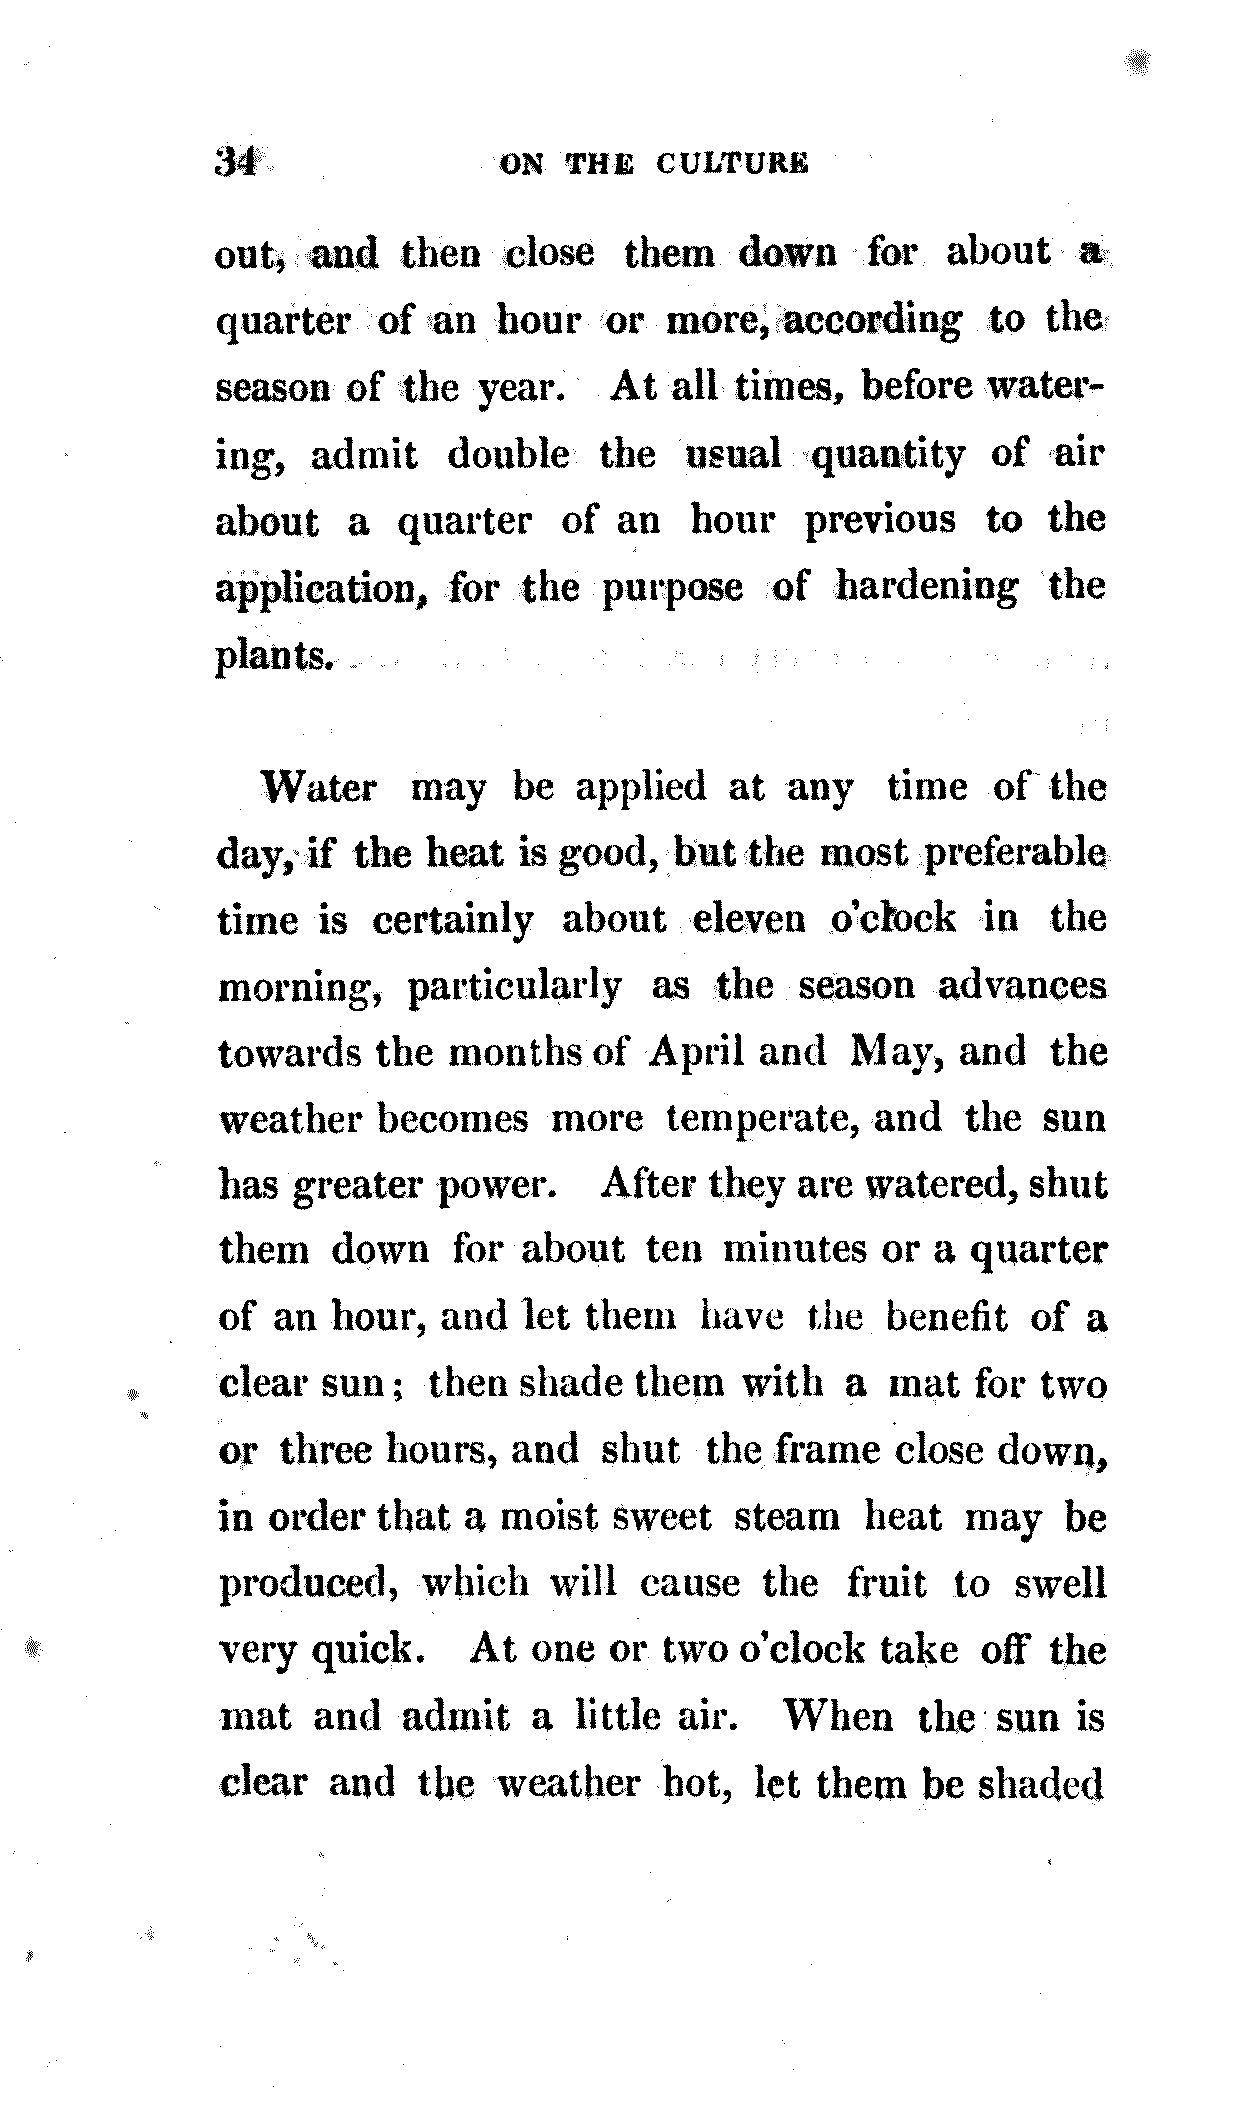 34 ON THE CULTURE
out, and then close them down for about a
quarter of an hour or more, according to the
season of the year. At all times, before water-
ing, admit double the usual quantity of air
about a quarter of an hour previous to the
application, for the purpose of hardening the
plants.
Water may be applied at any time of the
day, if the heat is good, but the most preferable
time is certainly about eleven o'clock in the
morning, particularly as the season advances
towards the months of April and May, and the
weather becomes more temperate, and the sun
has greater power. After they are watered, shut
them down for about ten minutes or a quarter
of an hour, and let them have the benefit of a
clear sun; then shade them with a mat for two
or three hours, and shut the frame close down,
in order that a moist sweet steam heat may be
produced, which will cause the fruit to swell
very quick. At one or two o'clock take off the
mat and admit a little air. When the sun is
clear and the weather hot, let them be shaded